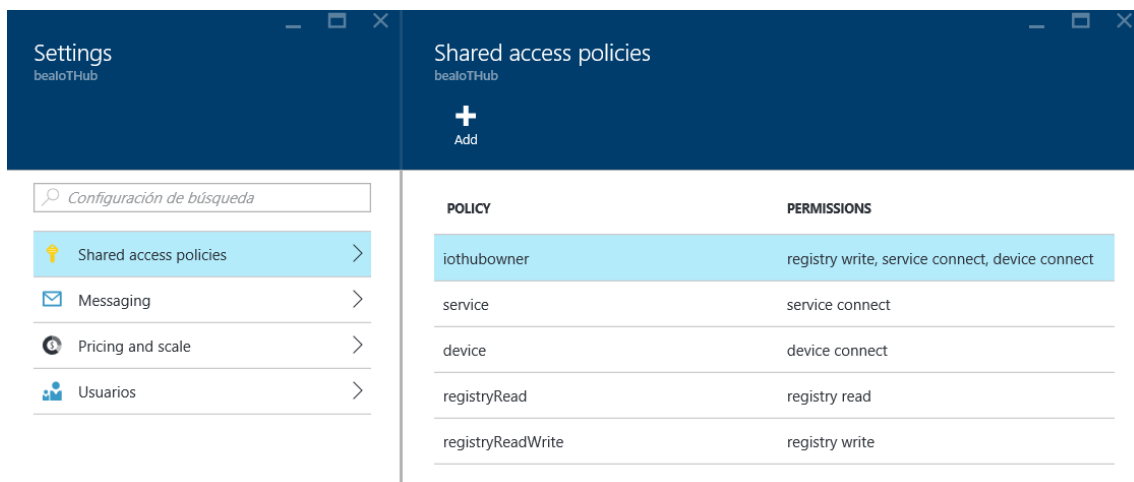 Settings
bealoTHub
Configuración de búsqueda
Shared access policies
Messaging
Pricing and scale
Usuarios
Shared access policies
bealoTHub
Add
POLICY PERMISSIONS
iothubowner registry write, service connect, device connect
service service connect
device device connect
registryRead registry read
registryReadWrite registry write